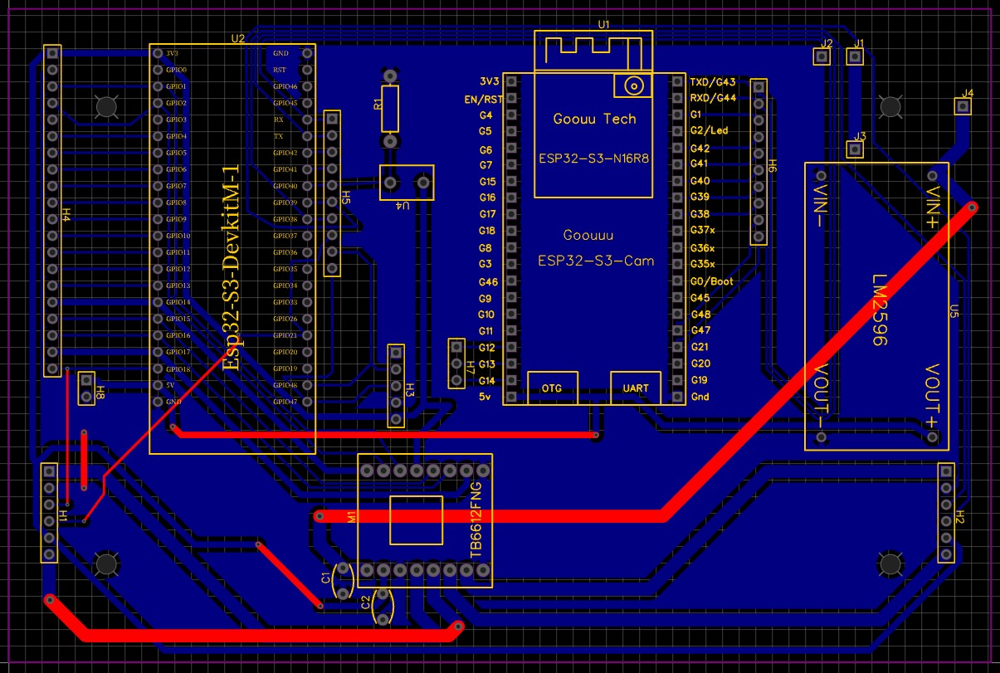 U2
U1
J2
J1
J4
J3
3V3
GPIO0
GPIO1
GPIO2
GPIO3
GPIO4
GPIO5
GPIO6
GPIO7
GPIO8
GPIO9
GPIO10
GPIO11
GPIO12
GPIO13
GPIO14
GPIO15
GPIO16
GPIO17
GPIO18
5V
GND
Esp32-S3-DevkitM-1
GND
RST
GPIO46
GPIO45
RX
TX
GPIO42
GPIO41
GPIO40
GPIO39
GPIO38
GPIO37
GPIO36
GPIO35
GPIO34
GPIO33
GPIO26
GPIO21
GPIO20
GPIO19
GPIO48
GPIO47
H4
H8
H5
R1
U4
H3
H7
3V3
EN/RST
G4
G5
G6
G7
G15
G16
G17
G18
G8
G3
G46
G9
G10
G11
G12
G13
G14
5v
Goouu Tech
ESP32-S3-N16R8
Goouuu
ESP32-S3-Cam
OTG
UART
TXD/G43
RXD/G44
G1
G2/Led
G42
G41
G40
G39
G38
G37x
G36x
G35x
G0/Boot
G45
G48
G47
G21
G20
G19
Gnd
H6
VIN-
VIN+
LM2596
U5
VOUT-
VOUT+
H1
M1
TB6612FNG
C1
C2
H2